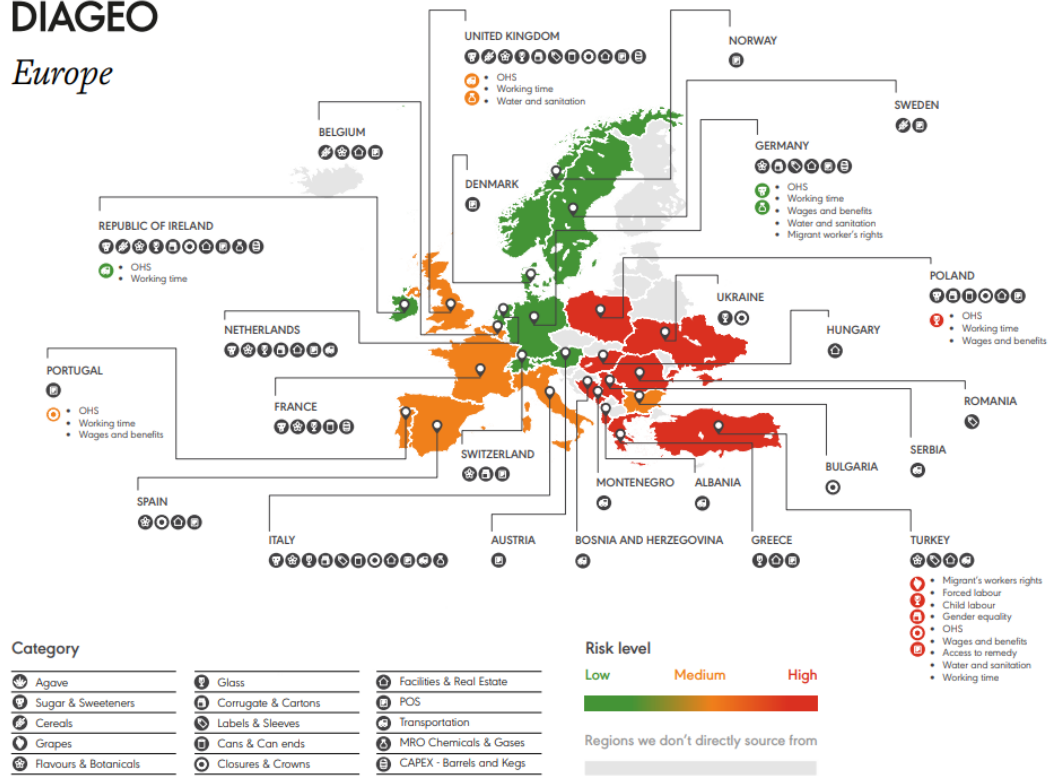 DIAGEO
Europe
UNITED KINGDOM
• OHS
• Working time
• Water and sanitation
NORWAY
SWEDEN
BELGIUM
GERMANY
• OHS
• Working time
• Wages and benefits
• Water and sanitation
• Migrant worker's rights
DENMARK
REPUBLIC OF IRELAND
• OHS
• Working time
POLAND
• OHS
• Working time
• Wages and benefits
UKRAINE
NETHERLANDS
HUNGARY
PORTUGAL
• OHS
• Working time
• Wages and benefits
FRANCE
ROMANIA
SERBIA
SWITZERLAND
BULGARIA
MONTENEGRO
ALBANIA
SPAIN
ITALY
AUSTRIA
BOSNIA AND HERZEGOVINA
GREECE
TURKEY
• Migrant's workers rights
• Forced labour
• Child labour
• Gender equality
• OHS
• Wages and benefits
• Access to remedy
• Water and sanitation
• Working time
Category
Agave
Sugar & Sweeteners
Cereals
Grapes
Flavours & Botanicals
Glass
Corrugate & Cartons
Labels & Sleeves
Cans & Can ends
Closures & Crowns
Facilities & Real Estate
POS
Transportation
MRO Chemicals & Gases
CAPEX - Barrels and Kegs
Risk level
Low Medium High
Regions we don't directly source from